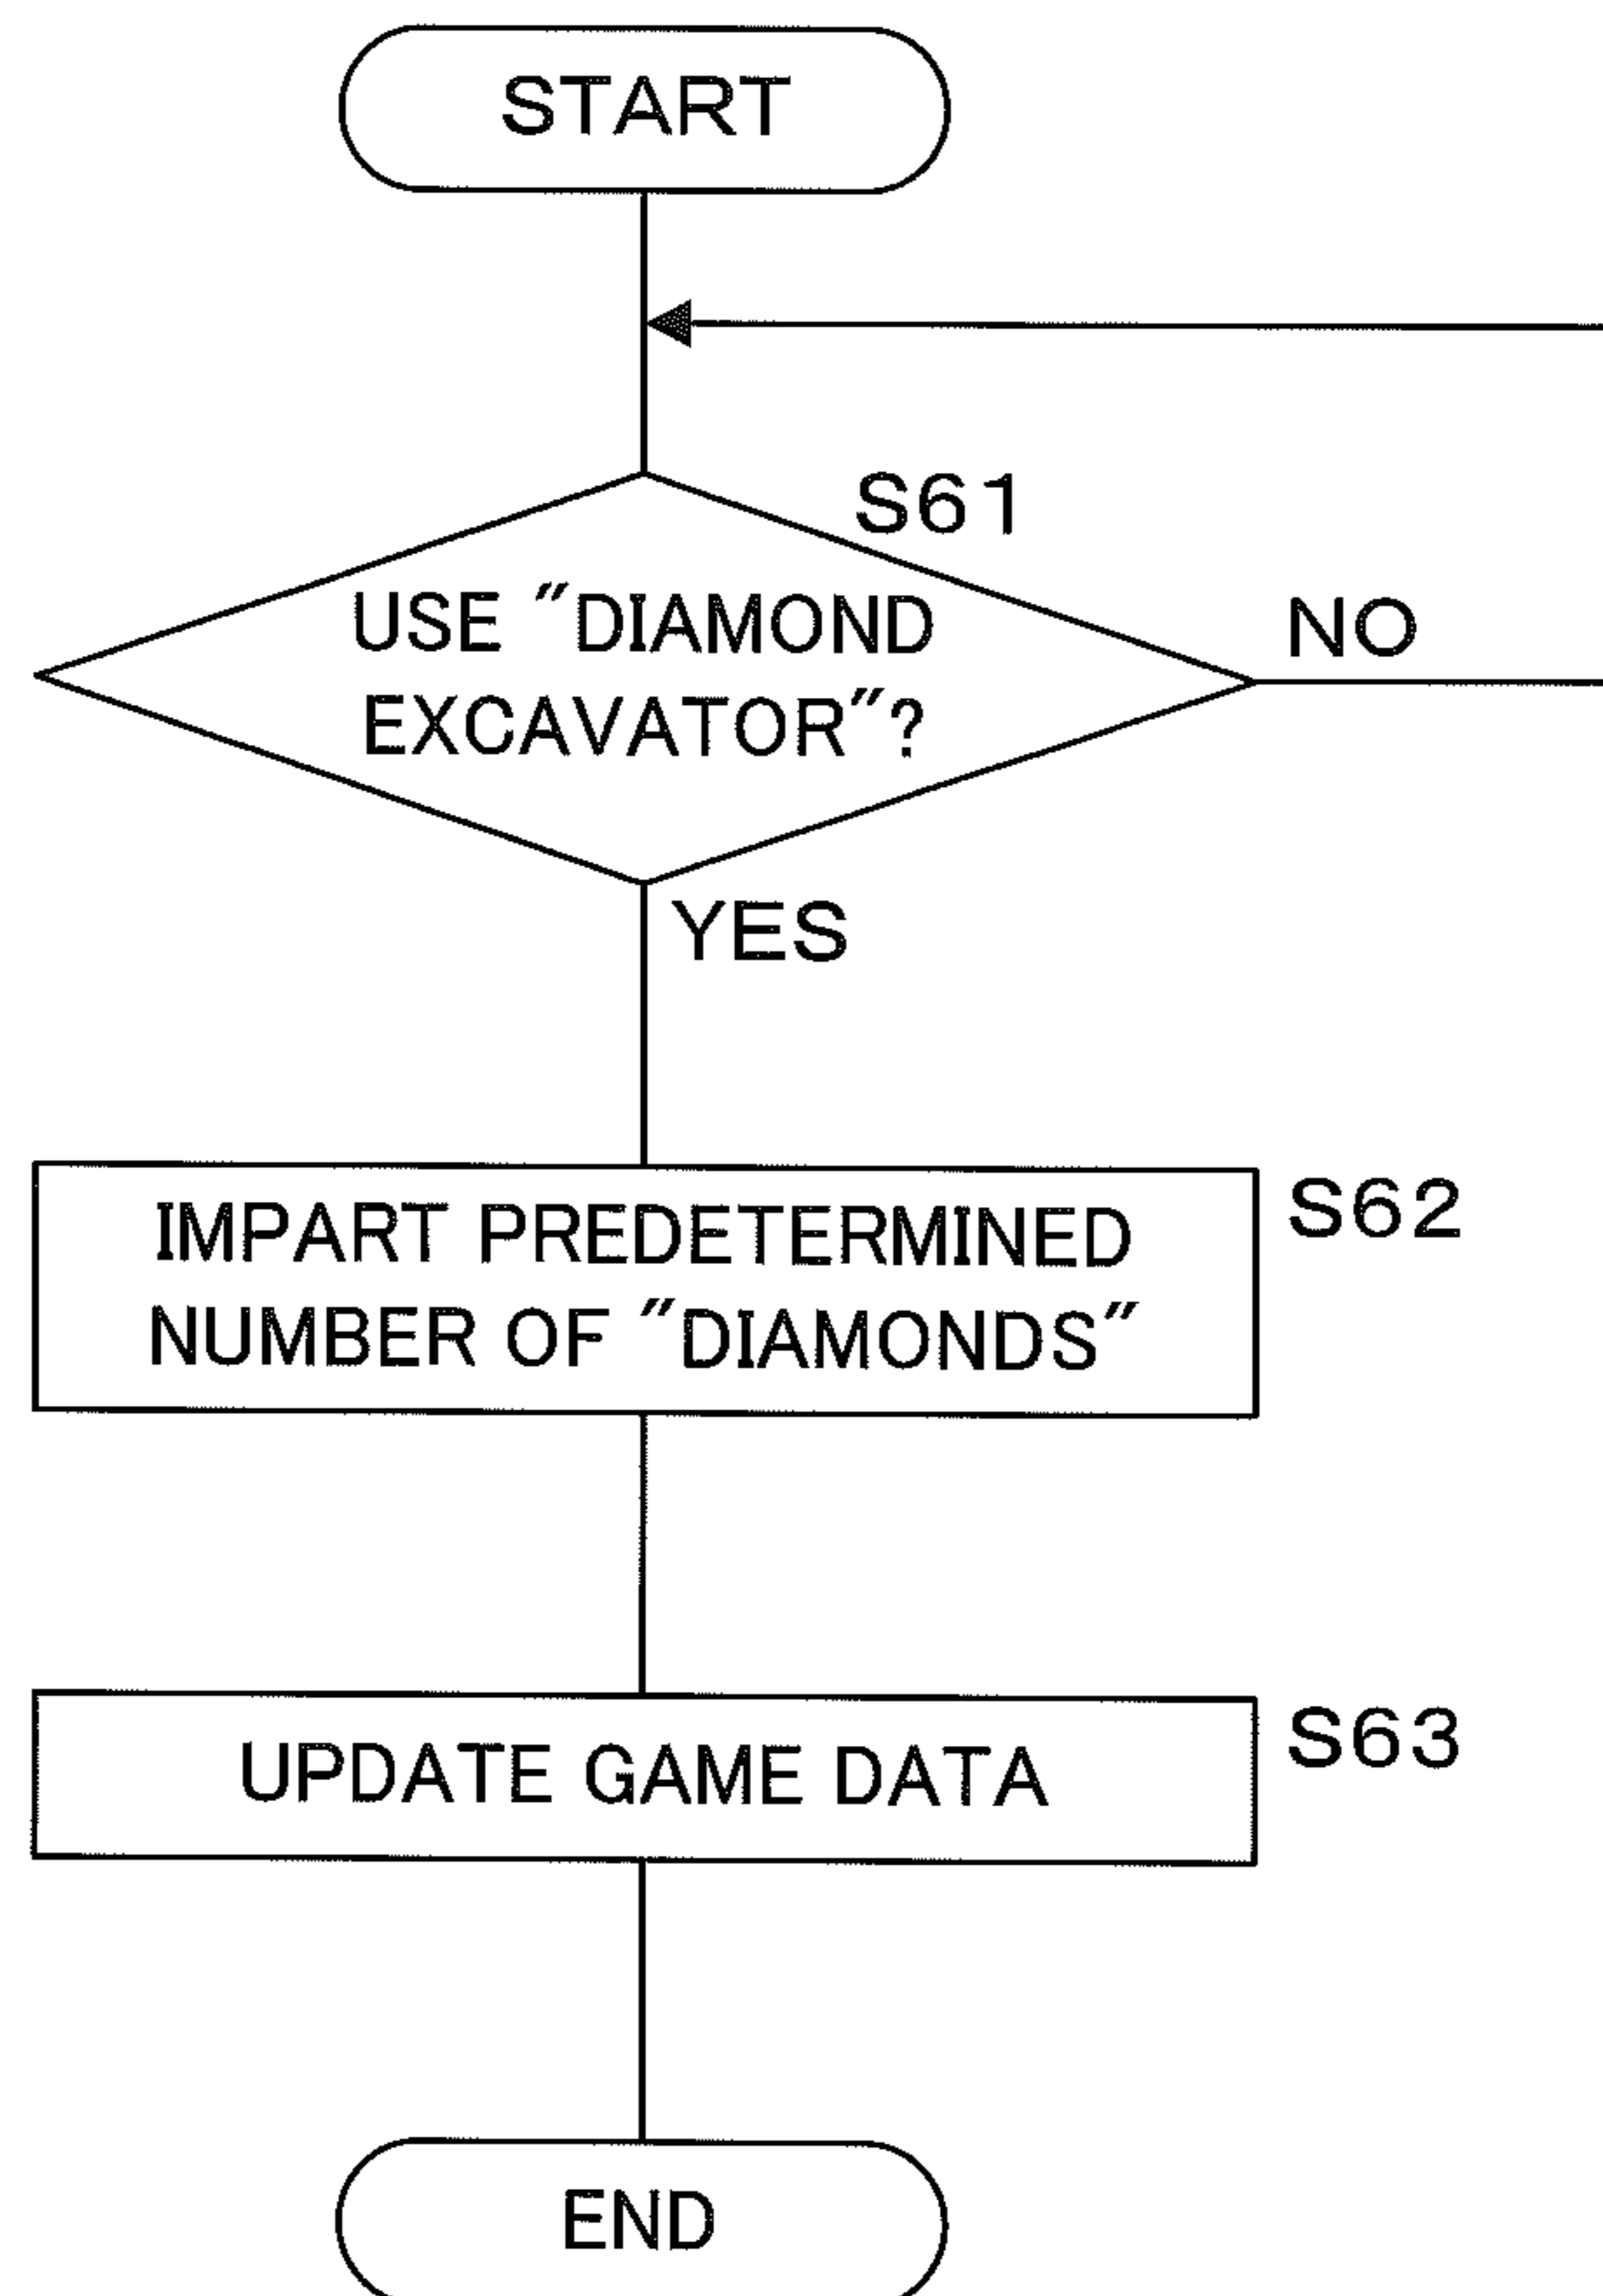 START
S61
USE "DIAMOND
EXCAVATOR"?
NO
YES
IMPART PREDETERMINED
NUMBER OF "DIAMONDS"
S62
UPDATE GAME DATA
S63
END